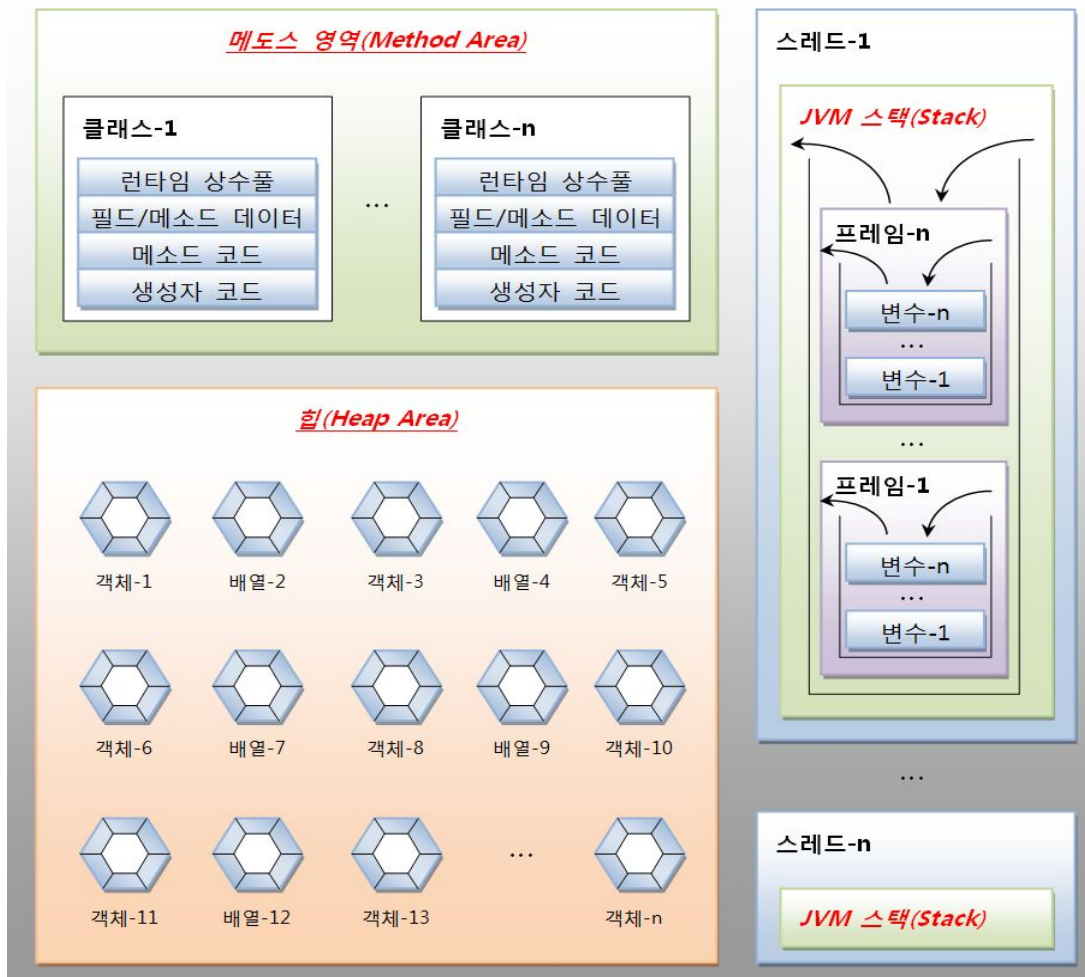 메도스 영역(Method Area)
클래스-1
런타임 상수풀
필드/메소드 데이터
메소드 코드
생성자 코드
...
클래스-n
런타임 상수풀
필드/메소드 데이터
메소드 코드
생성자 코드
힙(Heap Area)
객체-1
배열-2
객체-3
배열-4
객체-5
객체-6
배열-7
객체-8
배열-9
객체-10
객체-11
배열-12
객체-13
...
객체-n
스레드-1
JVM 스택(Stack)
프레임-n
변수-n
...
변수-1
...
프레임-1
변수-n
...
변수-1
...
스레드-n
JVM 스택(Stack)